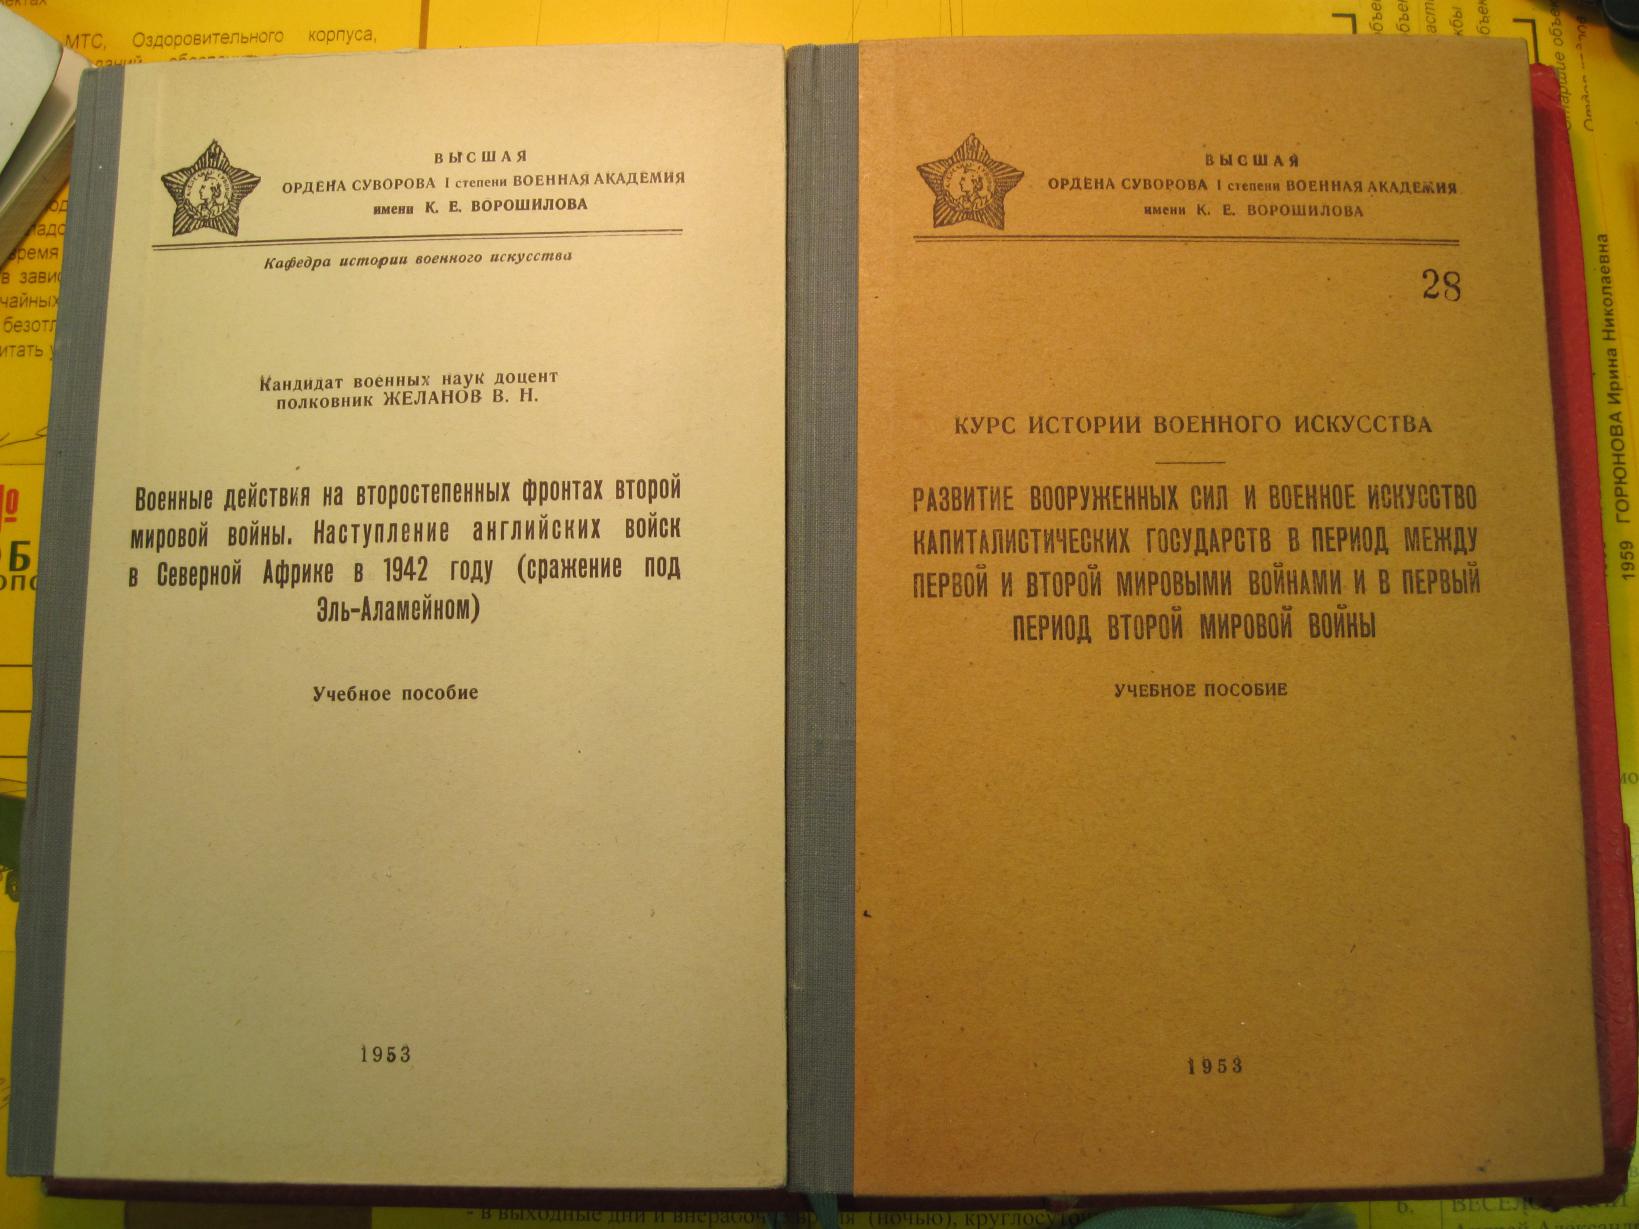 МТС, Оздоровительного корпуса,
ВЫСШАЯ
ОРДЕНА СУВОРОВА I степени ВОЕННАЯ АКАДЕМИЯ
имени К. Е. ВОРОШИЛОВА
Кафедра истории военного искусства
Кандидат военных наук доцент
полковник ЖЕЛАНОВ В. Н.
Военные действия на второстепенных фронтах второй
мировой войны. Наступление английских войск
в Северной Африке в 1942 году (сражение под
Эль-Аламейном)
Учебное пособие
1953
ВЫСШАЯ
ОРДЕНА СУВОРОВА I степени ВОЕННАЯ АКАДЕМИЯ
имени К. Е. ВОРОШИЛОВА
28
КУРС ИСТОРИИ ВОЕННОГО ИСКУССТВА
РАЗВИТИЕ ВООРУЖЕННЫХ СИЛ И ВОЕННОЕ ИСКУССТВО
КАПИТАЛИСТИЧЕСКИХ ГОСУДАРСТВ В ПЕРИОД МЕЖДУ
ПЕРВОЙ И ВТОРОЙ МИРОВЫМИ ВОЙНАМИ И В ПЕРВЫЙ
ПЕРИОД ВТОРОЙ МИРОВОЙ ВОЙНЫ
УЧЕБНОЕ ПОСОБИЕ
1953
1959 ГОРЮНОВА Ирина Николаевна
- в выходные дни и (ночью),
6.